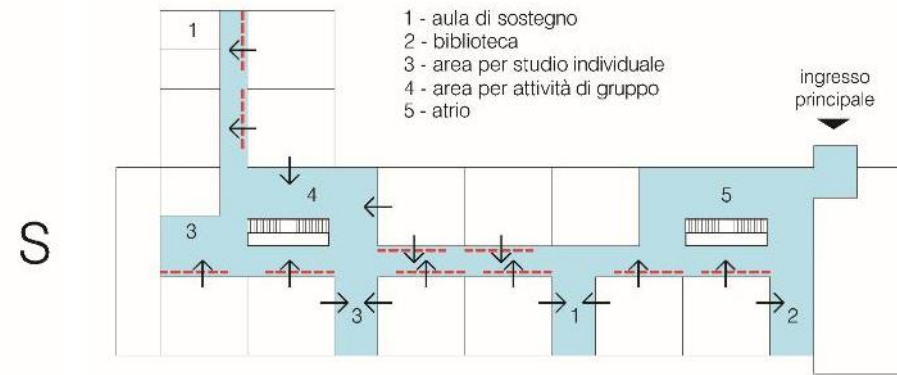 1 - aula di sostegno
2 - biblioteca
3 - area per studio individuale
4 - area per attività di gruppo
5 - atrio
ingresso
principale
1
4
5
3
S
3
1
2